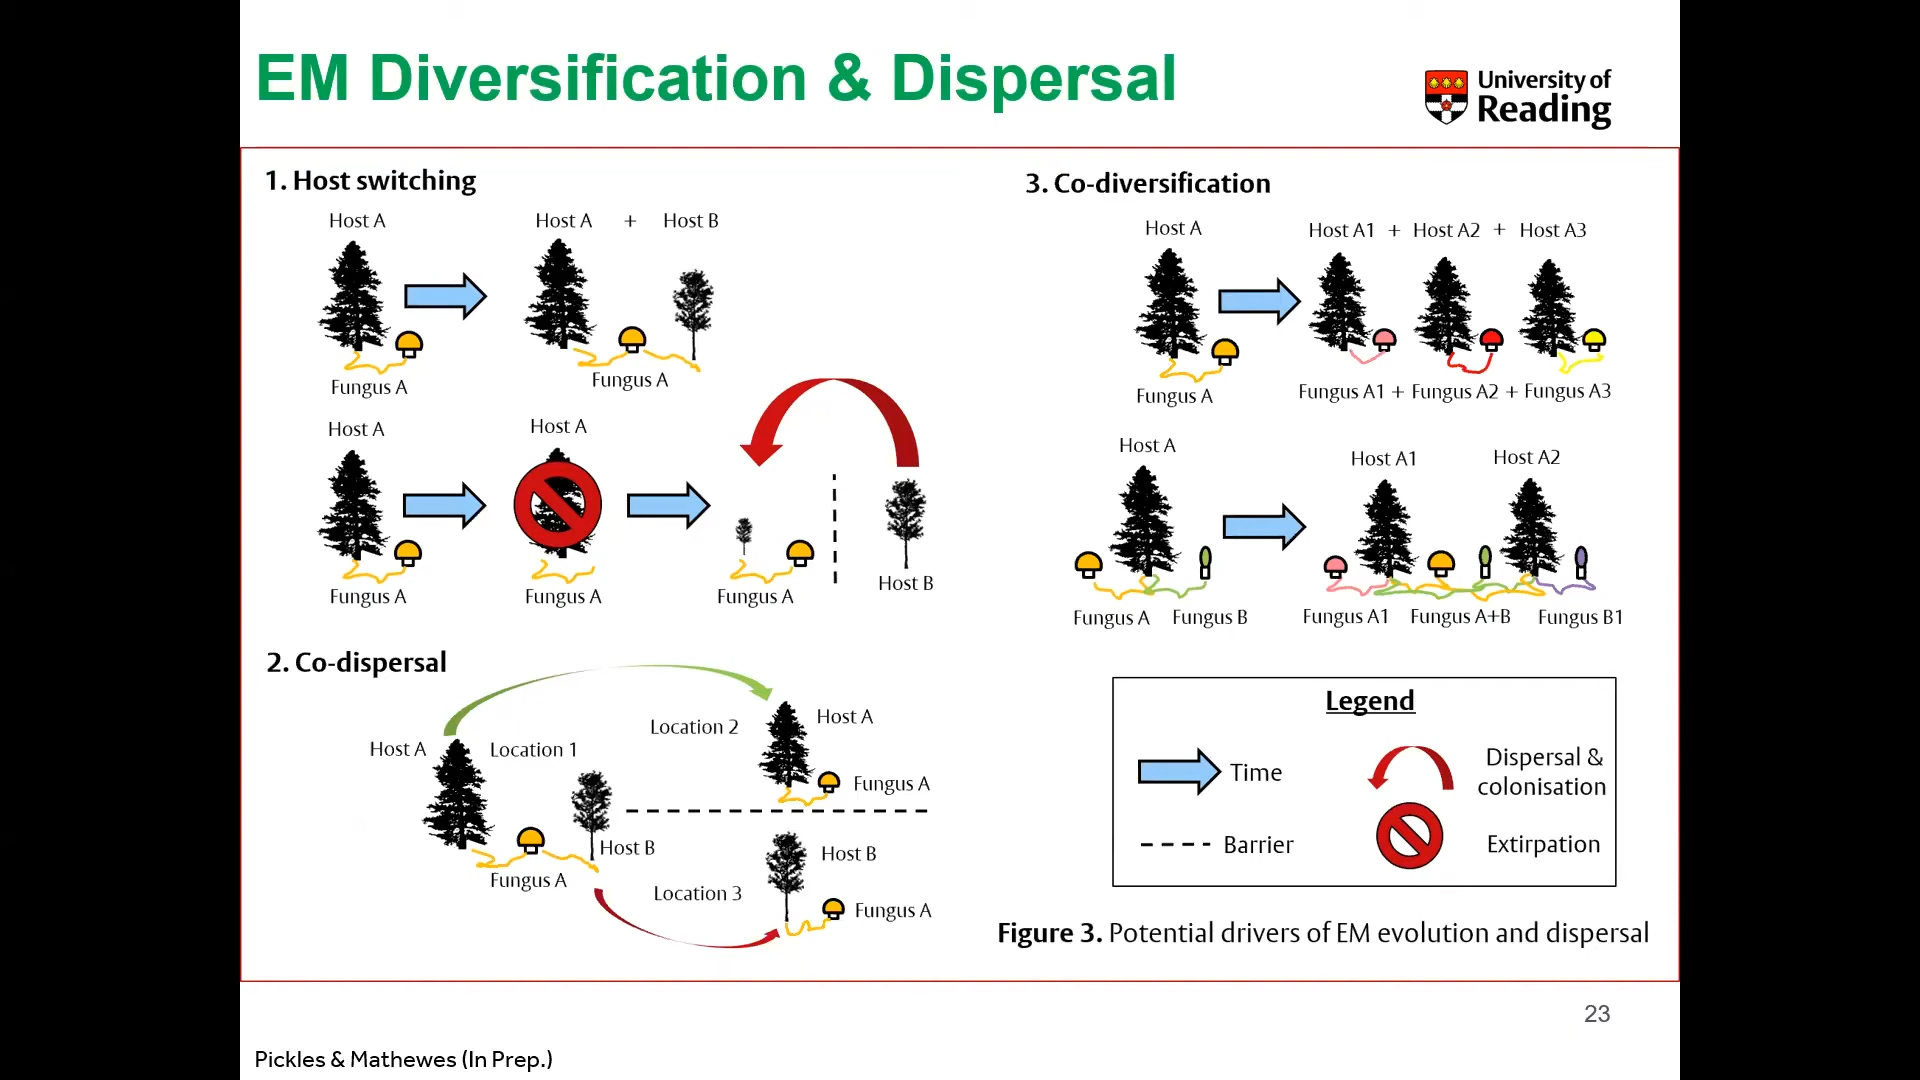 EM Diversification & Dispersal
University of
Reading
1. Host switching
Host A
Host A + Host B
Fungus A
Fungus A
Host A
Host A
Fungus A
Fungus A
Fungus A
Host B
2. Co-dispersal
Host A
Location 1
Host B
Fungus A
Location 2
Host A
Fungus A
Location 3
Host B
Fungus A
3. Co-diversification
Host A
Host A1 + Host A2 + Host A3
Fungus A
Fungus A1 + Fungus A2 + Fungus A3
Host A
Host A1
Host A2
Fungus A
Fungus B
Fungus A1
Fungus A+B
Fungus B1
Legend
Time
Dispersal &
colonisation
Barrier
Extirpation
Figure 3. Potential drivers of EM evolution and dispersal
23
Pickles & Mathewes (In Prep.)